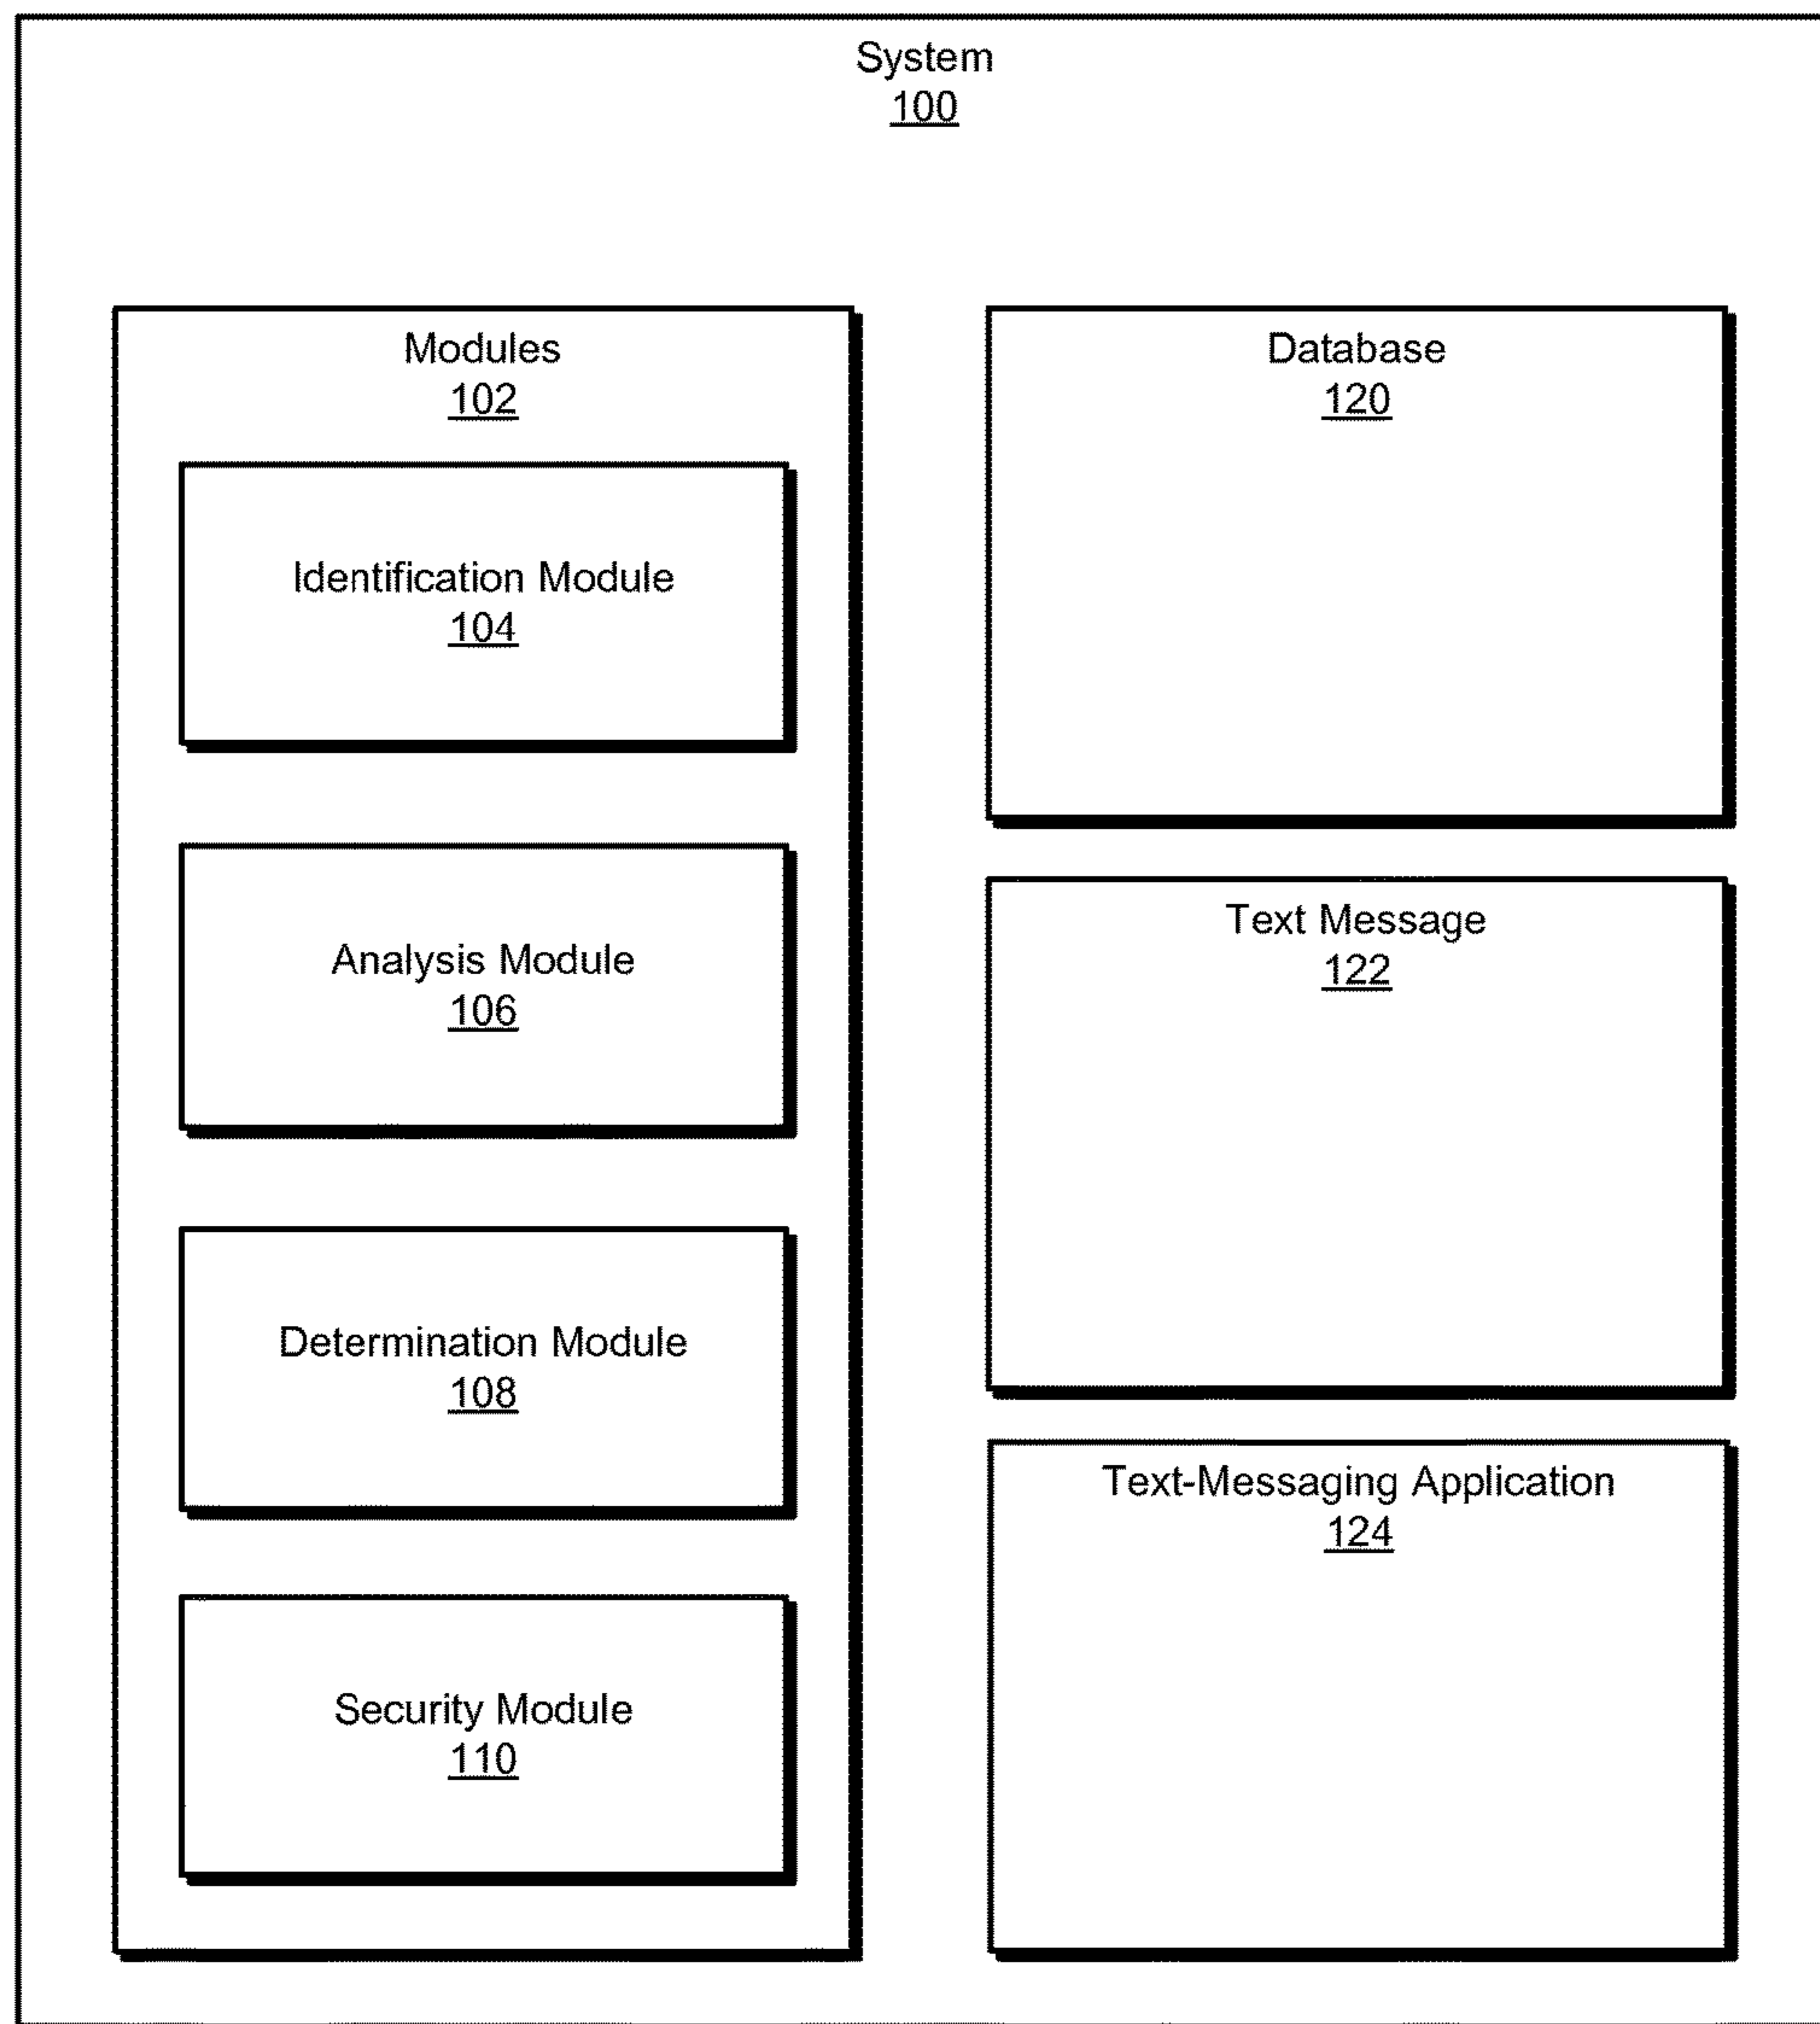 System
100
Modules
102
Identification Module
104
Analysis Module
106
Determination Module
108
Security Module
110
Database
120
Text Message
122
Text-Messaging Application
124